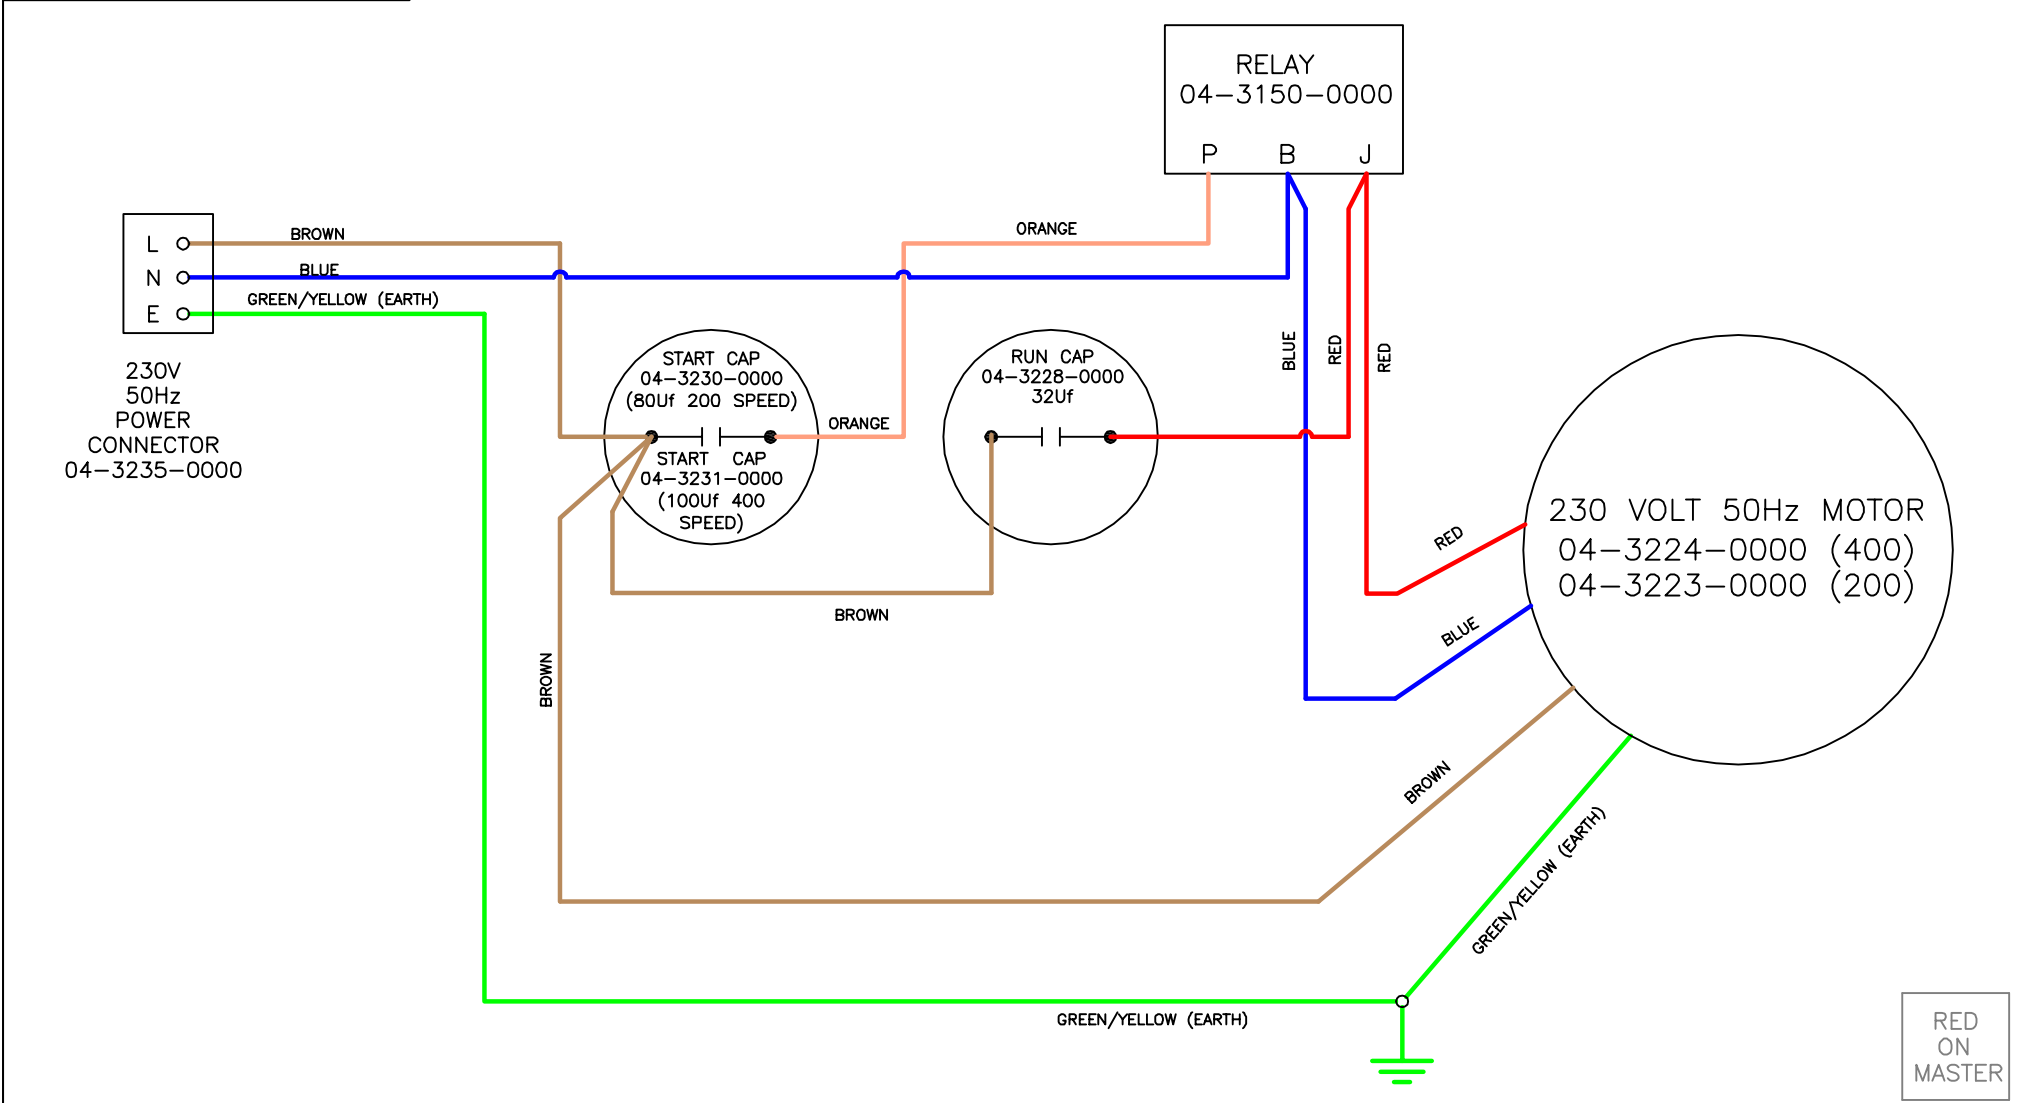 RELAY
04-3150-0000
P B J
L
N
E
BROWN
BLUE
GREEN/YELLOW (EARTH)
230V
50Hz
POWER
CONNECTOR
04-3235-0000
ORANGE
START CAP
04-3230-0000
(80Uf 200 SPEED)
START CAP
04-3231-0000
(100Uf 400
SPEED)
ORANGE
RUN CAP
04-3228-0000
32Uf
BLUE
RED
RED
BROWN
BROWN
230 VOLT 50Hz MOTOR
04-3224-0000 (400)
04-3223-0000 (200)
RED
BLUE
BROWN
GREEN/YELLOW (EARTH)
GREEN/YELLOW (EARTH)
RED
ON
MASTER